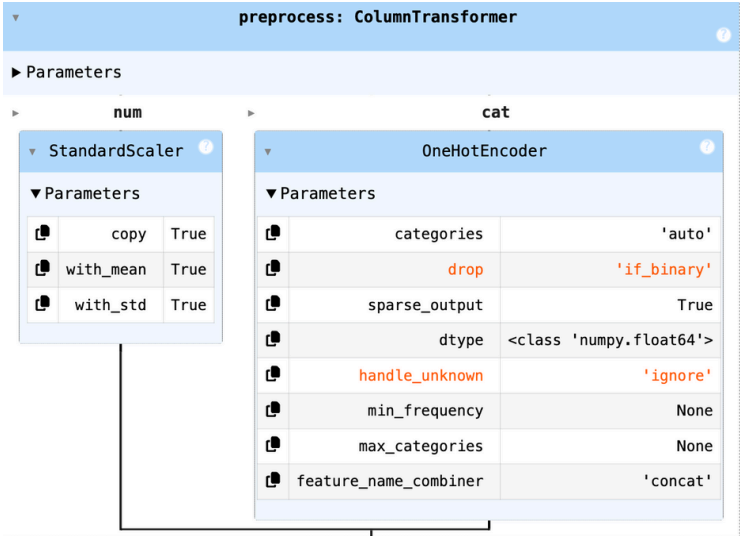 preprocess: ColumnTransformer
?
Parameters
num
cat
StandardScaler ?
OneHotEncoder ?
Parameters
Parameters
copy True
with_mean True
with_std True
categories 'auto'
drop 'if_binary'
sparse_output True
dtype <class 'numpy.float64'>
handle_unknown 'ignore'
min_frequency None
max_categories None
feature_name_combiner 'concat'